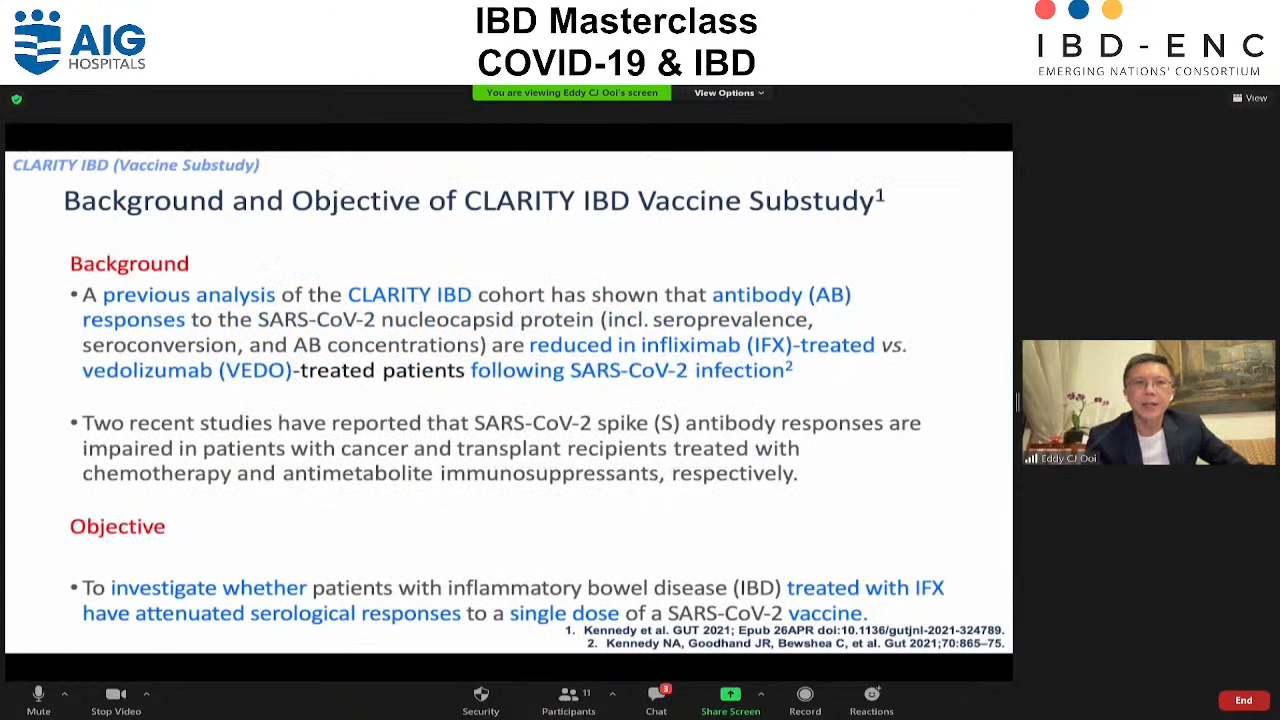 AIG
HOSPITALS
IBD Masterclass
COVID-19 & IBD
IBD-ENC
EMERGING NATIONS' CONSORTIUM
You are viewing Eddy CJ Ooi's screen
View Options
View
CLARITY IBD (Vaccine Substudy)
Background and Objective of CLARITY IBD Vaccine Substudy¹
Background
• A previous analysis of the CLARITY IBD cohort has shown that antibody (AB)
responses to the SARS-CoV-2 nucleocapsid protein (incl. seroprevalence,
seroconversion, and AB concentrations) are reduced in infliximab (IFX)-treated vs.
vedolizumab (VEDO)-treated patients following SARS-CoV-2 infection²
• Two recent studies have reported that SARS-CoV-2 spike (S) antibody responses are
impaired in patients with cancer and transplant recipients treated with
chemotherapy and antimetabolite immunosuppressants, respectively.
Objective
• To investigate whether patients with inflammatory bowel disease (IBD) treated with IFX
have attenuated serological responses to a single dose of a SARS-CoV-2 vaccine.
1. Kennedy et al. GUT 2021; Epub 26APR doi:10.1136/gutjnl-2021-324789.
2. Kennedy NA, Goodhand JR, Bewshea C, et al. Gut 2021;70:865–75.
Eddy CJ Ooi
Mute
Stop Video
Security
11
Participants
3
Chat
Share Screen
Record
Reactions
End